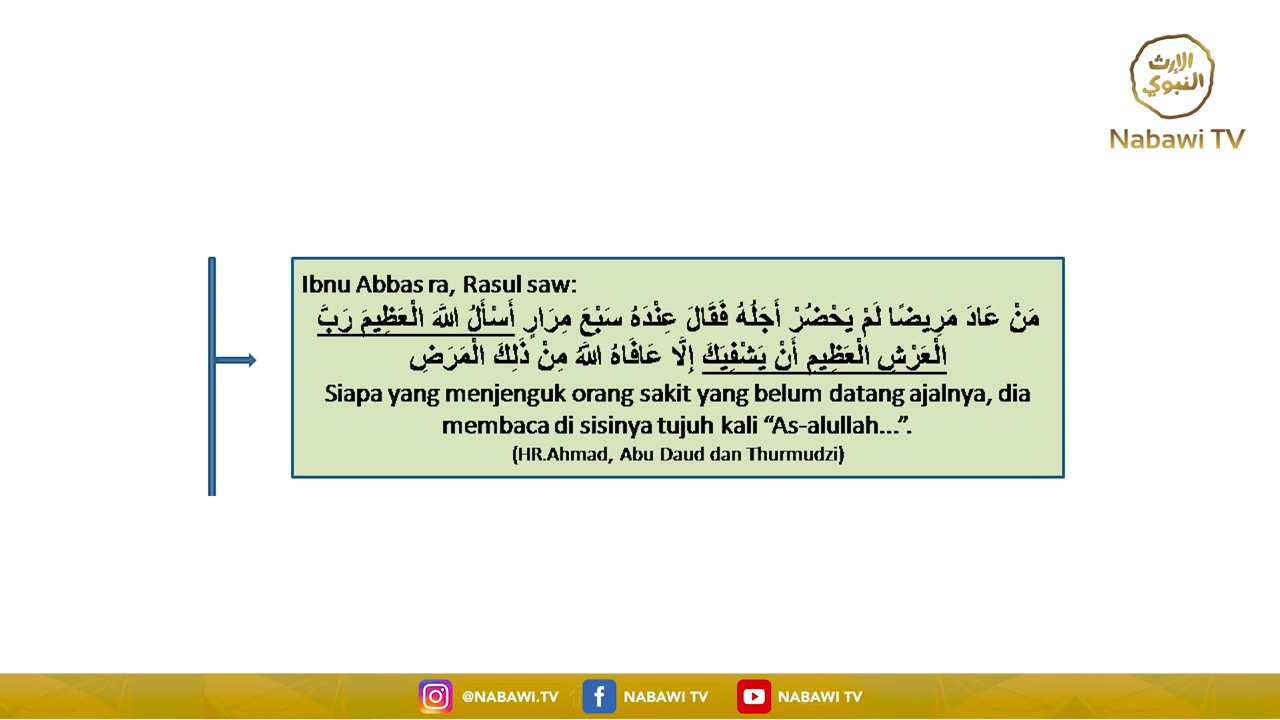 الإرث
النبوي
Nabawi TV
Ibnu Abbas ra, Rasul saw:
مَنْ عَادَ مَرِيضًا لَمْ يَحْضُرْ أَجَلُهُ فَقَالَ عِنْدَهُ سَبْعَ مِرَارٍ أَسْأَلُ اللَّهَ الْعَظِيمَ رَبَّ
الْعَرْشِ الْعَظِيمِ أَنْ يَشْفِيَكَ إِلَّا عَافَاهُ اللَّهُ مِنْ ذَلِكَ الْمَرَضِ
Siapa yang menjenguk orang sakit yang belum datang ajalnya, dia
membaca di sisinya tujuh kali “As-alullah...”.
(HR.Ahmad, Abu Daud dan Thurmudzi)
@NABAWI.TV NABAWI TV NABAWI TV